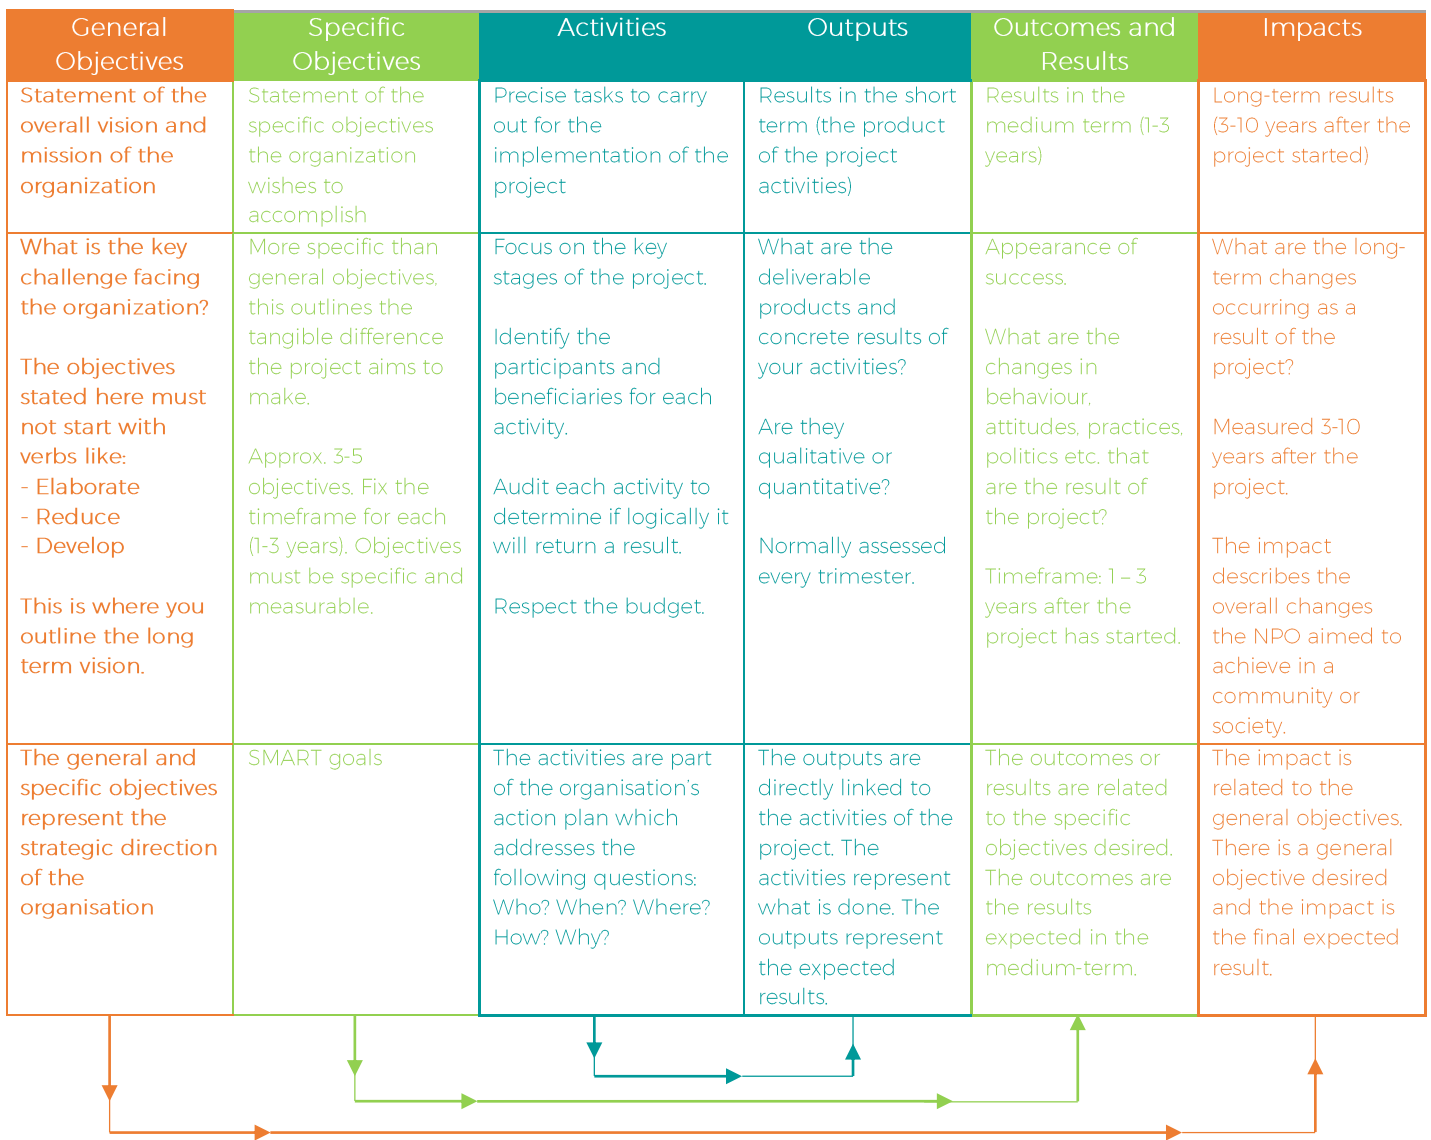 General
Objectives
Specific
Objectives
Activities
Outputs
Outcomes and
Results
Impacts
Statement of the
overall vision and
mission of the
organization
Statement of the
specific objectives
the organization
wishes to
accomplish
Precise tasks to carry
out for the
implementation of the
project
Results in the short
term (the product
of the project
activities)
Results in the
medium term (1-3
years)
Long-term results
(3-10 years after the
project started)
What is the key
challenge facing
the organization?
The objectives
stated here must
not start with
verbs like:
- Elaborate
- Reduce
- Develop
This is where you
outline the long
term vision.
More specific than
general objectives,
this outlines the
tangible difference
the project aims to
make.
Approx. 3-5
objectives. Fix the
timeframe for each
(1-3 years). Objectives
must be specific and
measurable.
Focus on the key
stages of the project.
Identify the
participants and
beneficiaries for each
activity.
Audit each activity to
determine if logically it
will return a result.
Respect the budget.
What are the
deliverable
products and
concrete results of
your activities?
Are they
qualitative or
quantitative?
Normally assessed
every trimester.
Appearance of
success.
What are the
changes in
behaviour,
attitudes, practices,
politics etc. that
are the result of
the project?
Timeframe: 1 – 3
years after the
project has started.
What are the long-
term changes
occurring as a
result of the
project?
Measured 3-10
years after the
project.
The impact
describes the
overall changes
the NPO aimed to
achieve in a
community or
society.
The general and
specific objectives
represent the
strategic direction
of the
organisation
SMART goals
The activities are part
of the organisation's
action plan which
addresses the
following questions:
Who? When? Where?
How? Why?
The outputs are
directly linked to
the activities of the
project. The
activities represent
what is done. The
outputs represent
the expected
results.
The outcomes or
results are related
to the specific
objectives desired.
The outcomes are
the results
expected in the
medium-term.
The impact is
related to the
general objectives.
There is a general
objective desired
and the impact is
the final expected
result.